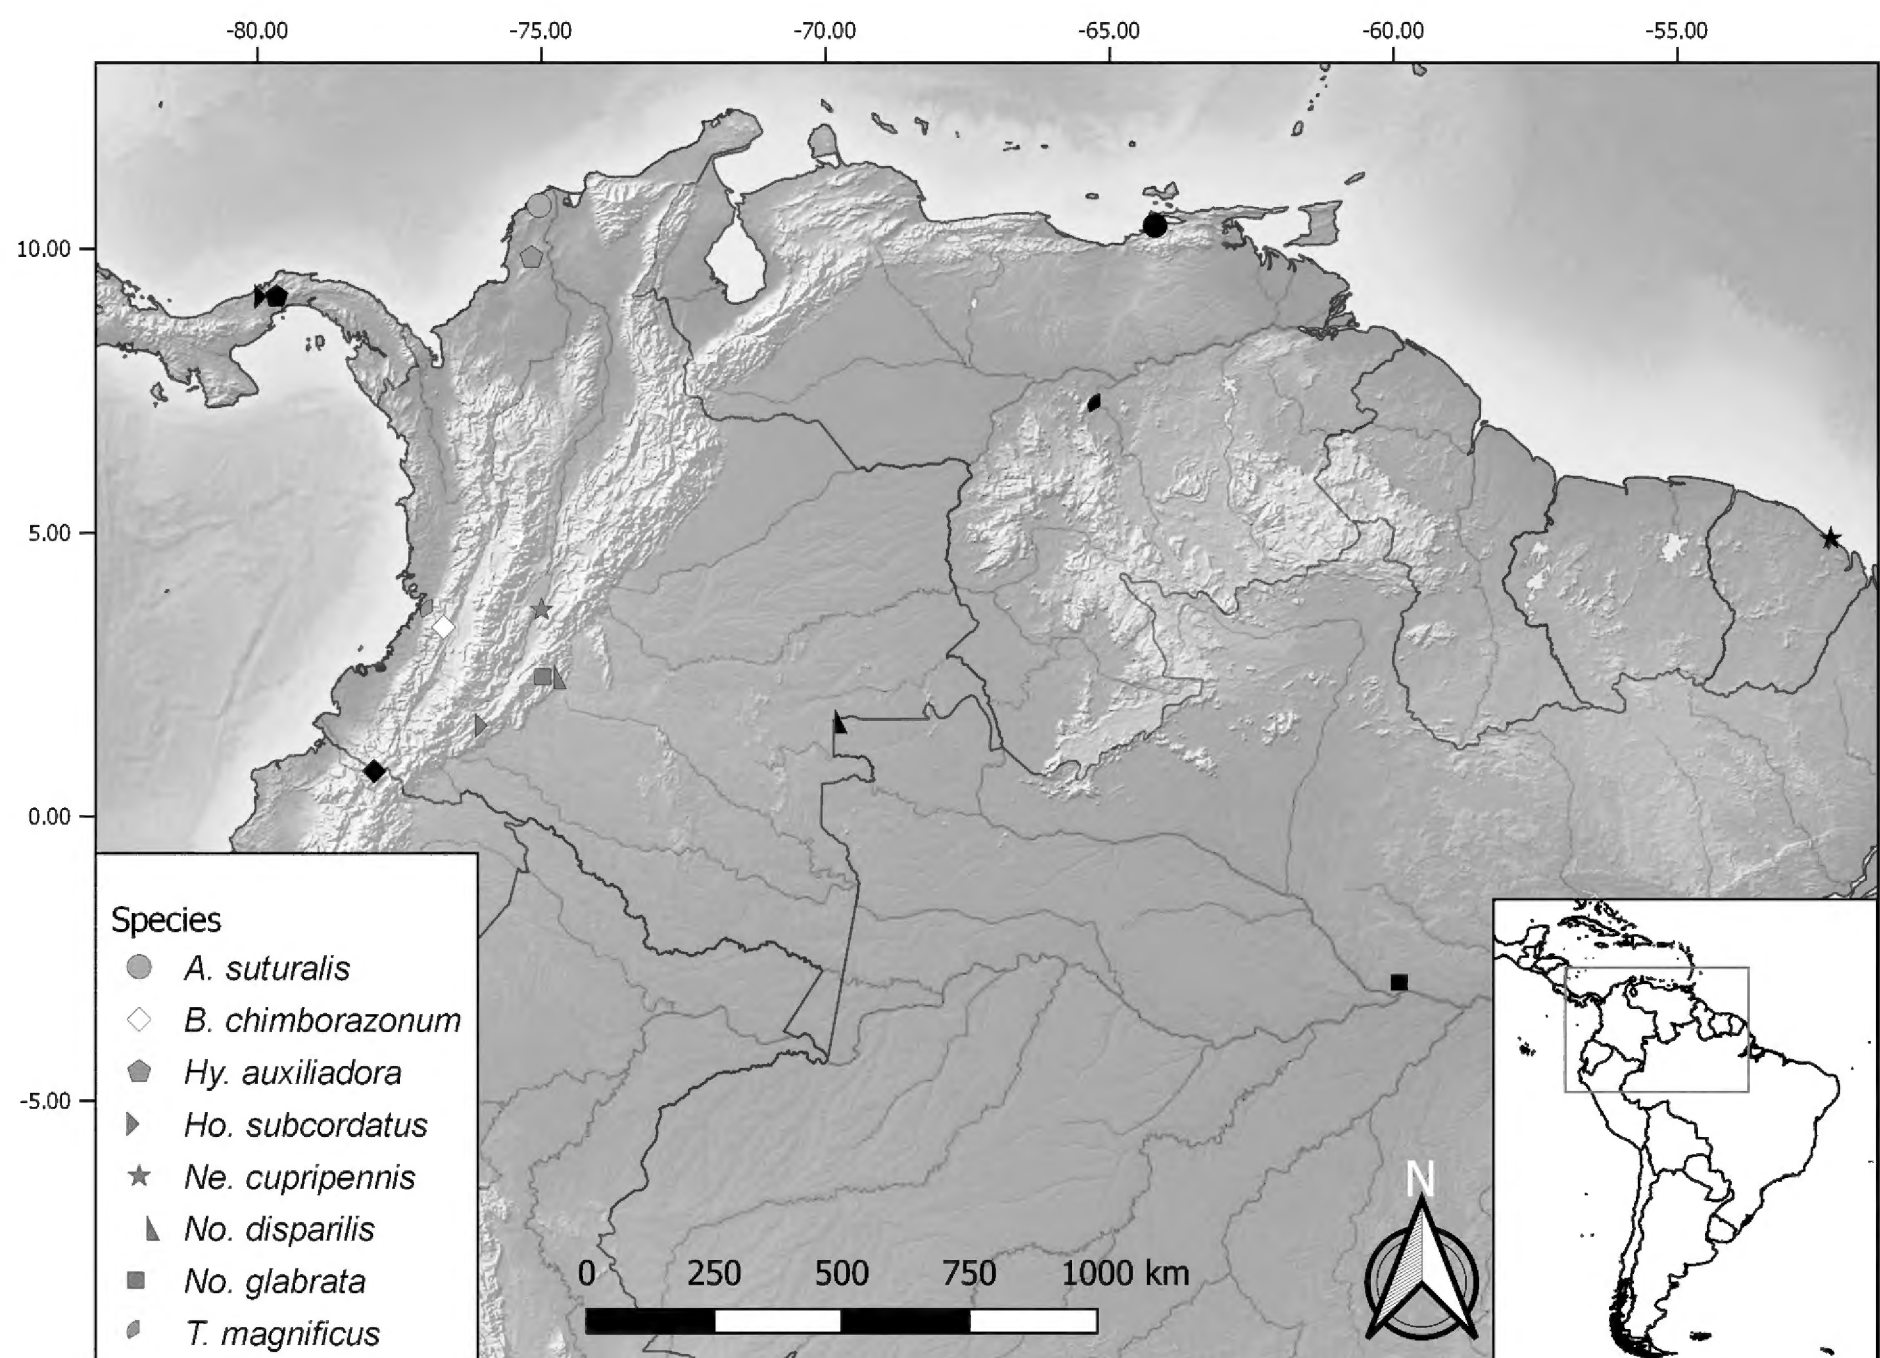 -80.00 -75.00 -70.00 -65.00 -60.00 -55.00
10.00
5.00
0.00
-5.00
Species
A. suturalis
B. chimborazonum
Hy. auxiliadora
Ho. subcordatus
Ne. cupripennis
No. disparilis
No. glabrata
T. magnificus
0 250 500 750 1000 km
N